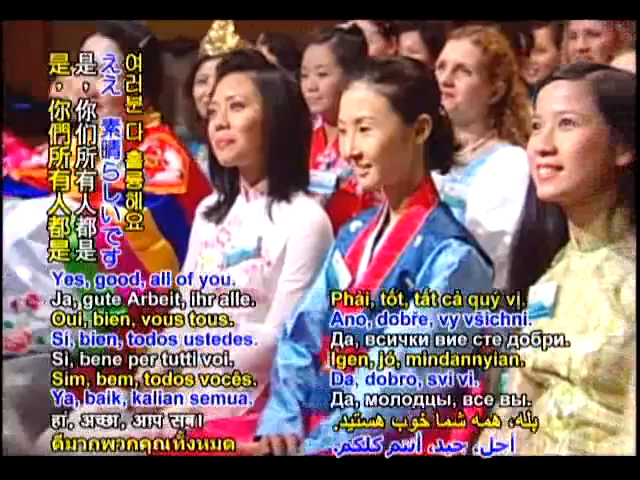 여러분 다 훌륭해요
ええ 素晴らしいです
是，你们所有人都是
是，你們所有人都是
Yes, good, all of you.
Ja, gute Arbeit, ihr alle.
Oui, bien, vous tous.
Sí, bien, todos ustedes.
Sì, bene per tutti voi.
Sim, bem, todos vocês.
Ya, baik, kalian semua.
हां, अच्छा, आप सब।
ดีมากพวกคุณทั้งหมด
Phải, tốt, tất cả quý vị.
Ano, dobře, vy všichni.
Да, всички вие сте добри.
Igen, jó, mindannyian.
Da, dobro, svi vi.
Да, молодцы, все вы.
بله، همه شما خوب هستید.
أجل، جيد، أنتم كلكم.